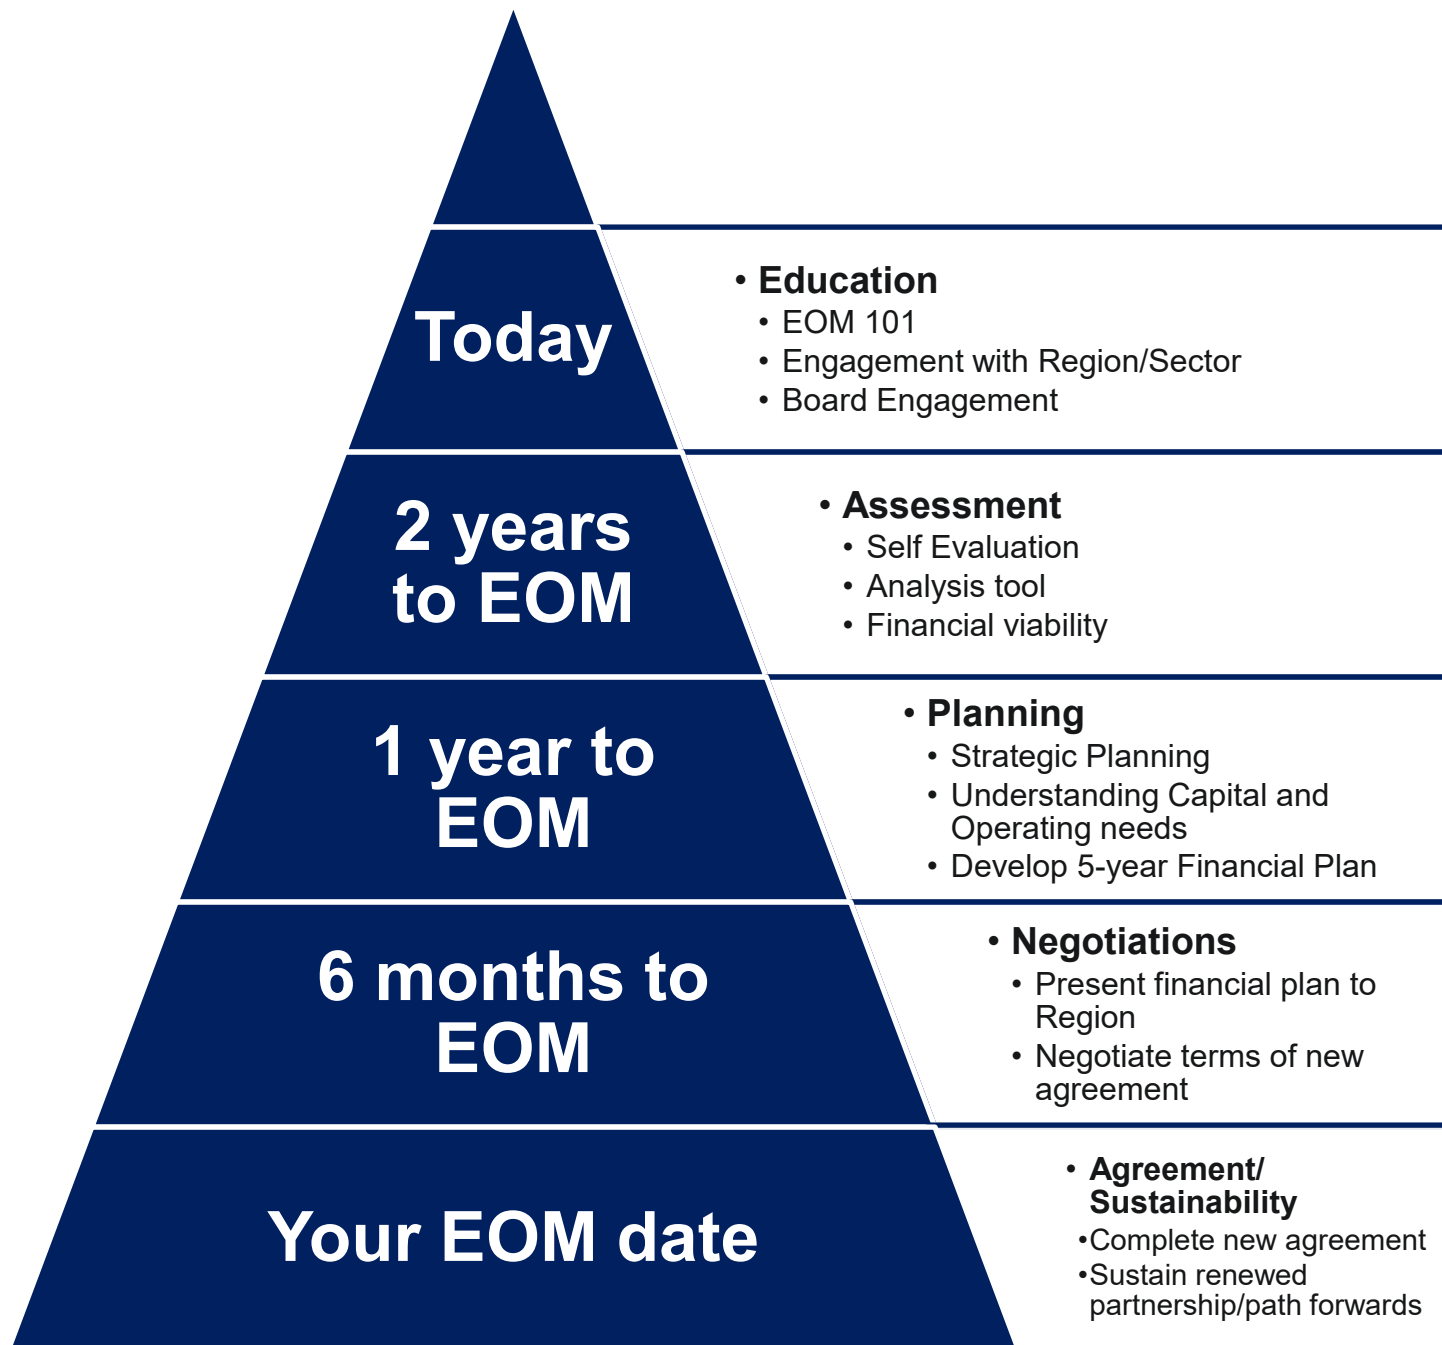 Today
• Education
• EOM 101
• Engagement with Region/Sector
• Board Engagement
2 years
to EOM
• Assessment
• Self Evaluation
• Analysis tool
• Financial viability
1 year to
EOM
• Planning
• Strategic Planning
• Understanding Capital and
Operating needs
• Develop 5-year Financial Plan
6 months to
EOM
• Negotiations
• Present financial plan to
Region
• Negotiate terms of new
agreement
Your EOM date
• Agreement/
Sustainability
•Complete new agreement
•Sustain renewed
partnership/path forwards